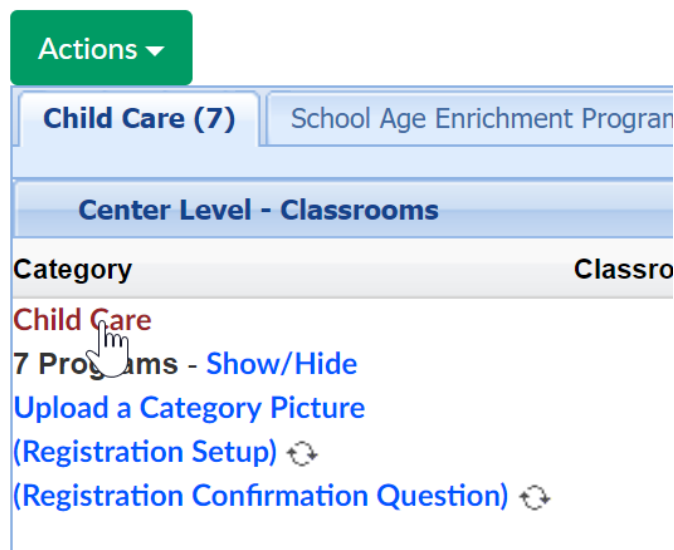 Actions
Child Care (7) School Age Enrichment
Center Level - Classrooms
Category
Child Care
7 Programs - Show/Hide
Upload a Category Picture
(Registration Setup)
(Registration Confirmation Question)